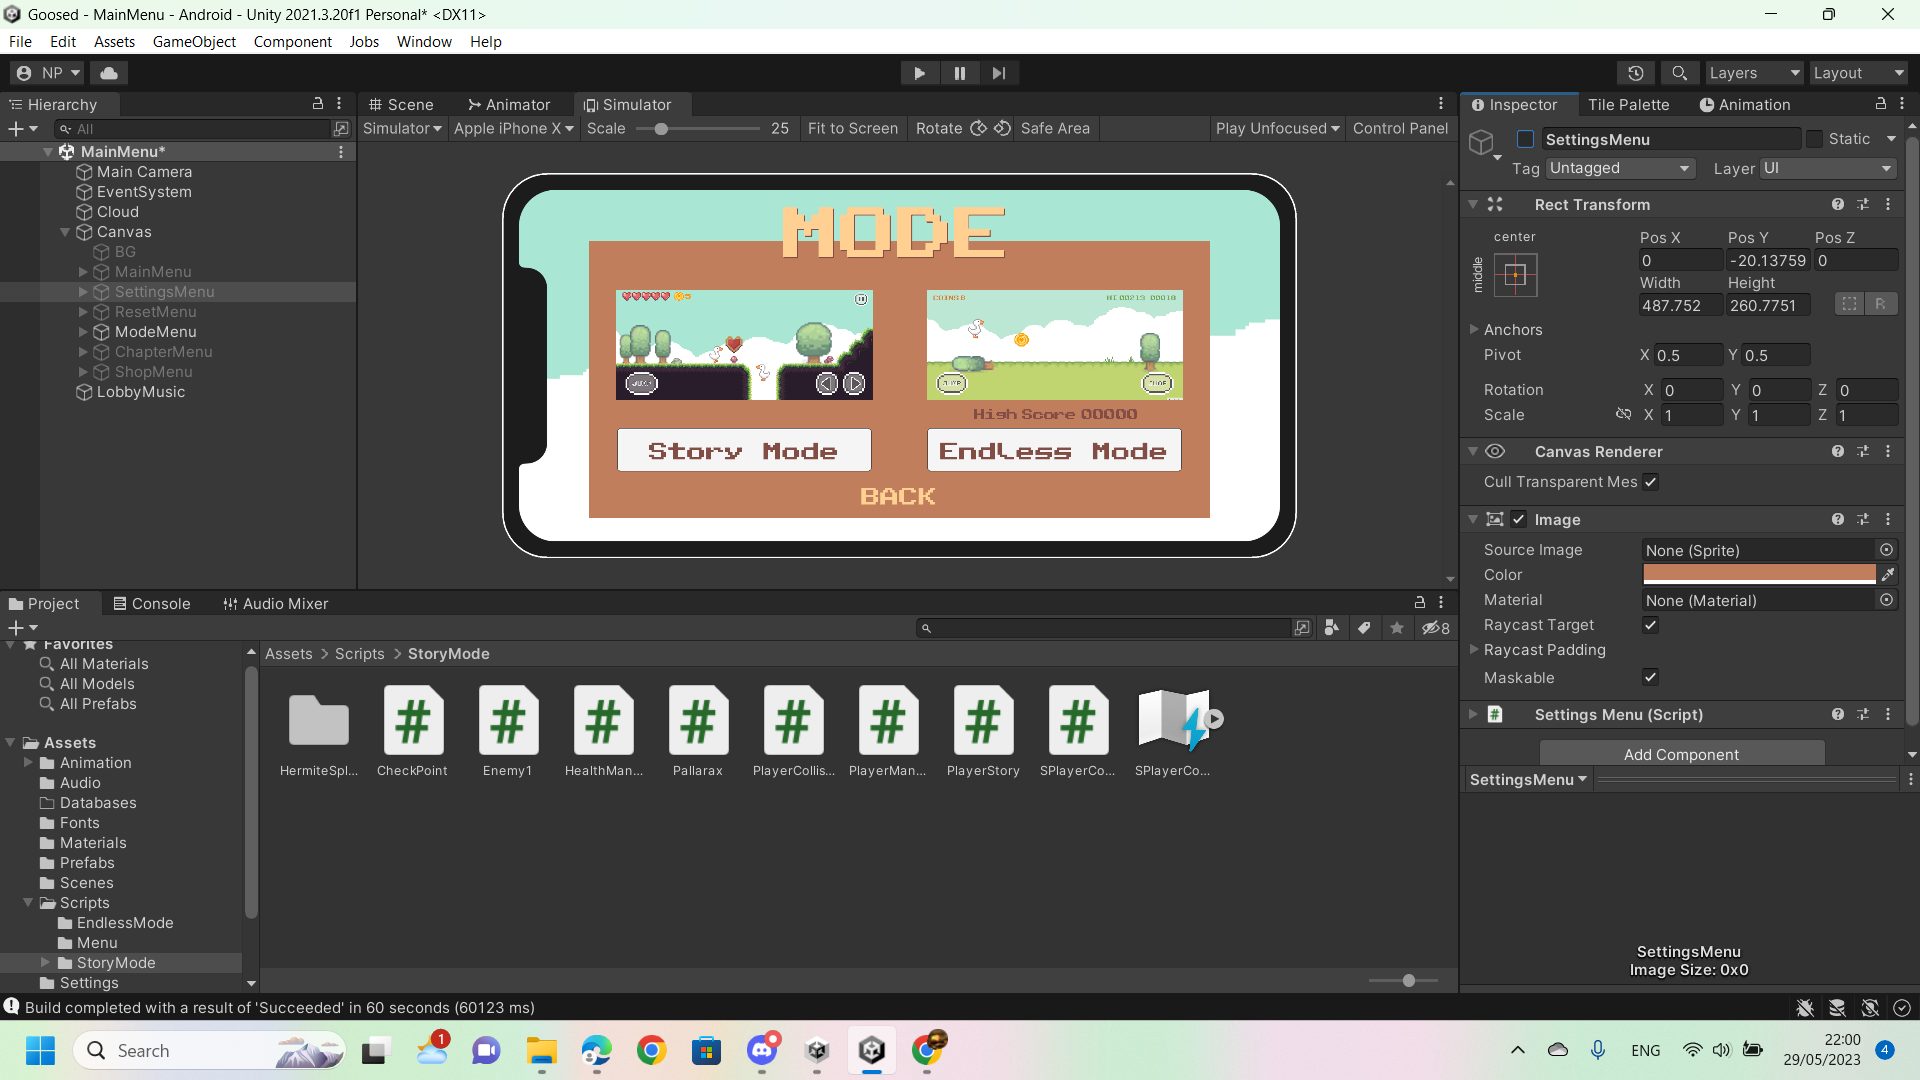 Goosed - MainMenu - Android - Unity 2021.3.20f1 Personal* <DX11>
File Edit Assets GameObject Component Jobs Window Help
NP Layers Layout
Hierarchy
All
MainMenu*
Main Camera
EventSystem
Cloud
Canvas
BG
MainMenu
SettingsMenu
ResetMenu
ModeMenu
ChapterMenu
ShopMenu
LobbyMusic
Scene Animator Simulator
Simulator Apple iPhone X Scale 25 Fit to Screen Rotate Safe Area Play Unfocused Control Panel
MODE
COINS:8 HI 00213 00018
JUMP
JUMP
High Score 00000
Story Mode
Endless Mode
BACK
Inspector Tile Palette Animation
SettingsMenu Static
Tag Untagged Layer UI
Rect Transform
center
middle
Pos X Pos Y Pos Z
0 -20.13759 0
Width Height
487.752 260.7751 R
Anchors
Pivot X 0.5 Y 0.5
Rotation X 0 Y 0 Z 0
Scale X 1 Y 1 Z 1
Canvas Renderer
Cull Transparent Mes
Image
Source Image None (Sprite)
Color
Material None (Material)
Raycast Target
Raycast Padding
Maskable
Settings Menu (Script)
Add Component
SettingsMenu
SettingsMenu
Image Size: 0x0
Project Console Audio Mixer
8
Favorites
All Materials
All Models
All Prefabs
Assets
Animation
Audio
Databases
Fonts
Materials
Prefabs
Scenes
Scripts
EndlessMode
Menu
StoryMode
Settings
Assets > Scripts > StoryMode
HermiteSpl... CheckPoint Enemy1 HealthMan... Pallarax PlayerCollis... PlayerMan... PlayerStory SPlayerCo... SPlayerCo...
Build completed with a result of 'Succeeded' in 60 seconds (60123 ms)
Search
1
ENG
22:00
29/05/2023
4